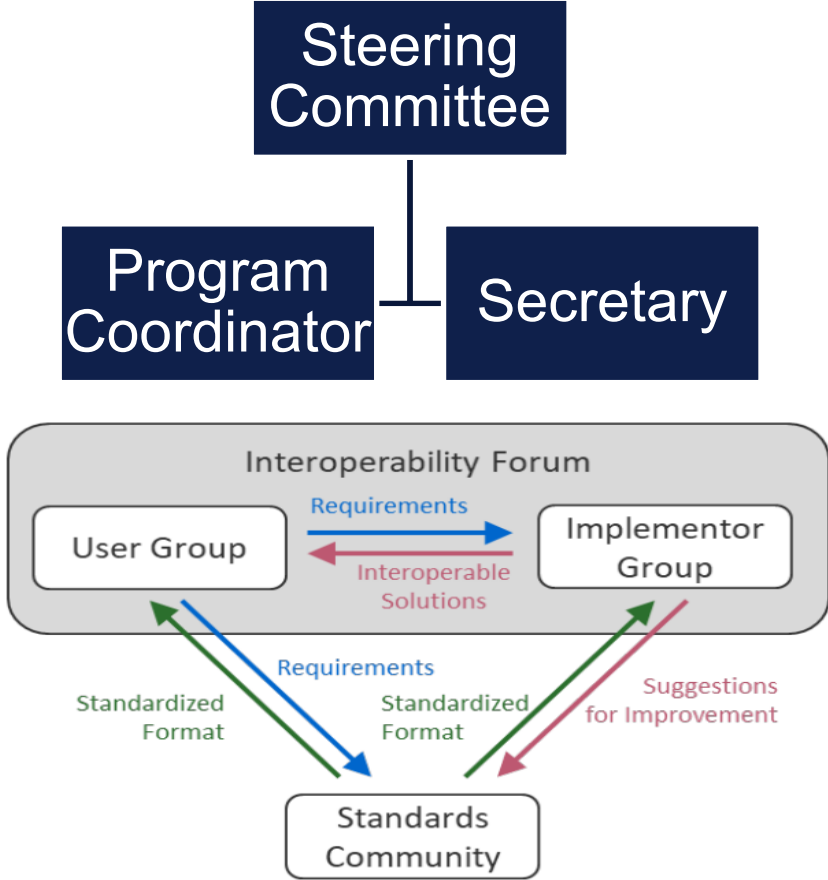 Steering
Committee
Program
Coordinator
Secretary
Interoperability Forum
User Group
Requirements
Interoperable
Solutions
Implementor
Group
Requirements
Standardized
Format
Standardized
Format
Suggestions
for Improvement
Standards
Community